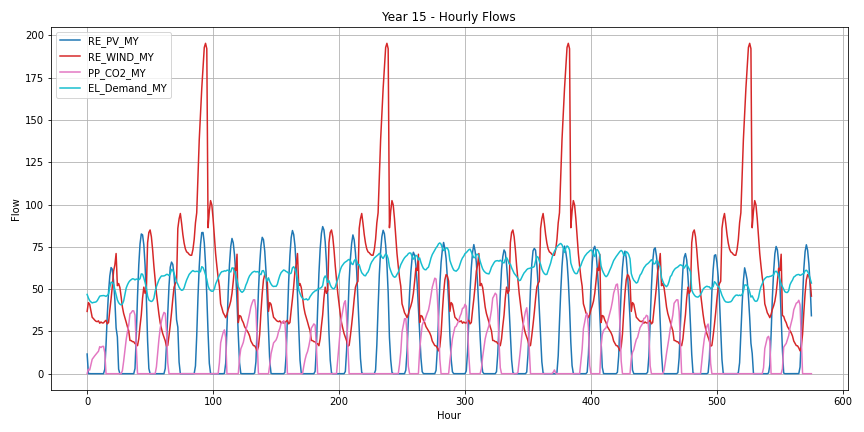 Year 15 - Hourly Flows
RE_PV_MY
RE_WIND_MY
PP_CO2_MY
EL_Demand_MY
200
175
150
125
100
75
50
25
0
Flow
0 100 200 300 400 500 600
Hour